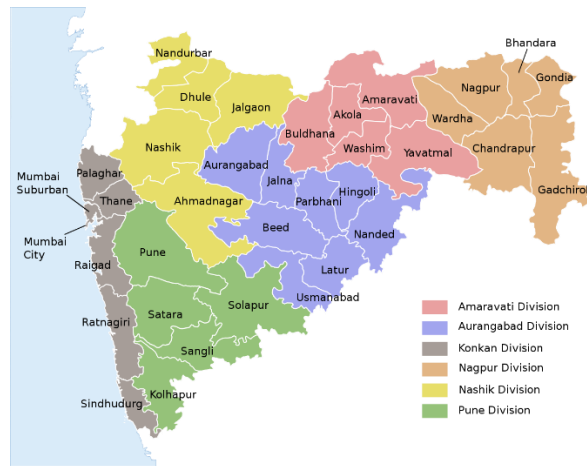 Nandurbar
Bhandara
Dhule
Jalgaon
Amaravati
Nagpur
Gondia
Akola
Buldhana
Wardha
Nashik
Washim
Yavatmal
Chandrapur
Aurangabad
Palaghar
Jalna
Hingoli
Mumbai
Suburban
Thane
Ahmadnagar
Parbhani
Gadchirol
Beed
Nanded
Mumbai
City
Pune
Raigad
Latur
Usmanabad
Solapur
Ratnagiri
Satara
Sangli
Sindhudurg
Kolhapur
Amaravati Division
Aurangabad Division
Konkan Division
Nagpur Division
Nashik Division
Pune Division